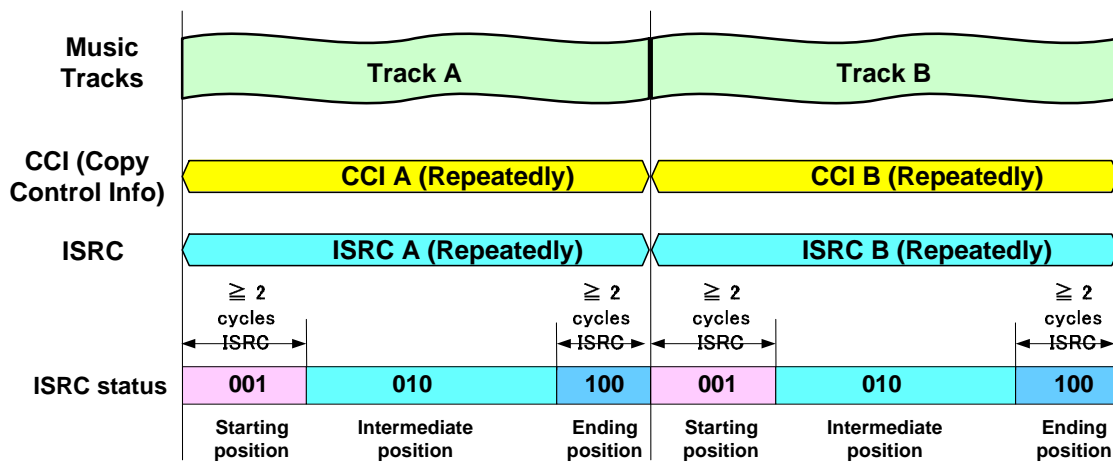 Music
Tracks
Track A
Track B
CCI (Copy
Control Info)
CCI A (Repeatedly)
CCI B (Repeatedly)
ISRC
ISRC A (Repeatedly)
ISRC B (Repeatedly)
≧ 2
cycles
ISRC
≧ 2
cycles
ISRC
≧ 2
cycles
ISRC
≧ 2
cycles
ISRC
ISRC status
001
010
100
001
010
100
Starting
position
Intermediate
position
Ending
position
Starting
position
Intermediate
position
Ending
position